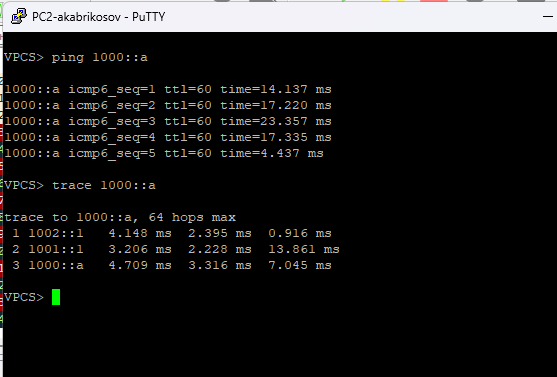 PC2-akabrikosov - PuTTY
VPCS> ping 1000::a
1000::a icmp6_seq=1 ttl=60 time=14.137 ms
1000::a icmp6_seq=2 ttl=60 time=17.220 ms
1000::a icmp6_seq=3 ttl=60 time=23.357 ms
1000::a icmp6_seq=4 ttl=60 time=17.335 ms
1000::a icmp6_seq=5 ttl=60 time=4.437 ms
VPCS> trace 1000::a
trace to 1000::a, 64 hops max
1 1002::1 4.148 ms 2.395 ms 0.916 ms
2 1001::1 3.206 ms 2.228 ms 13.861 ms
3 1000::a 4.709 ms 3.316 ms 7.045 ms
VPCS>